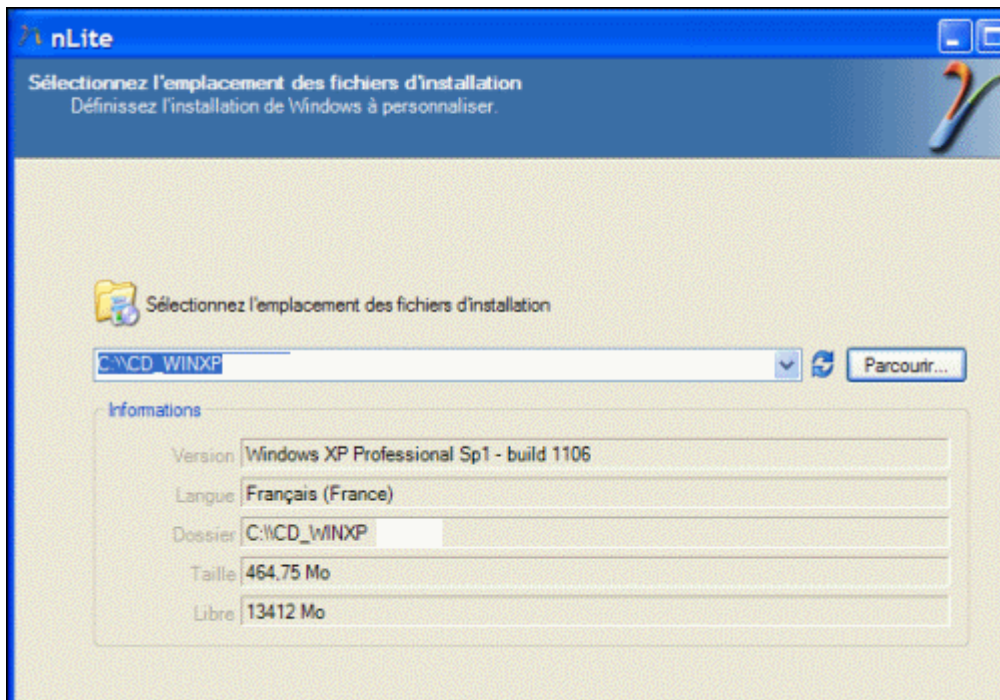 nLite
Sélectionnez l'emplacement des fichiers d'installation
Définissez l'installation de Windows à personnaliser.
Sélectionnez l'emplacement des fichiers d'installation
C:\\CD_WINXP
Parcourir...
Informations
Version Windows XP Professional Sp1 - build 1106
Langue Français (France)
Dossier C:\\CD_WINXP
Taille 464,75 Mo
Libre 13412 Mo